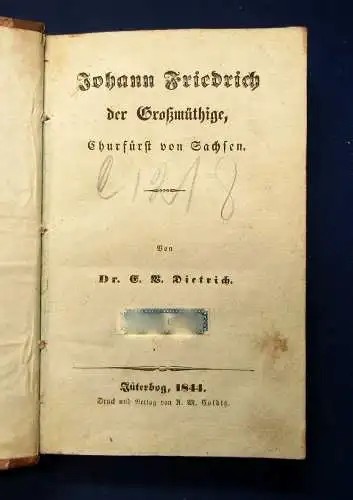 Johann Friedrich
der Großmüthige,
Churfürst von Sachsen.
Von
Dr. E. V. Dietrich.
Jüterbog, 1844.
Druck und Verlag von A. M. Colditz.